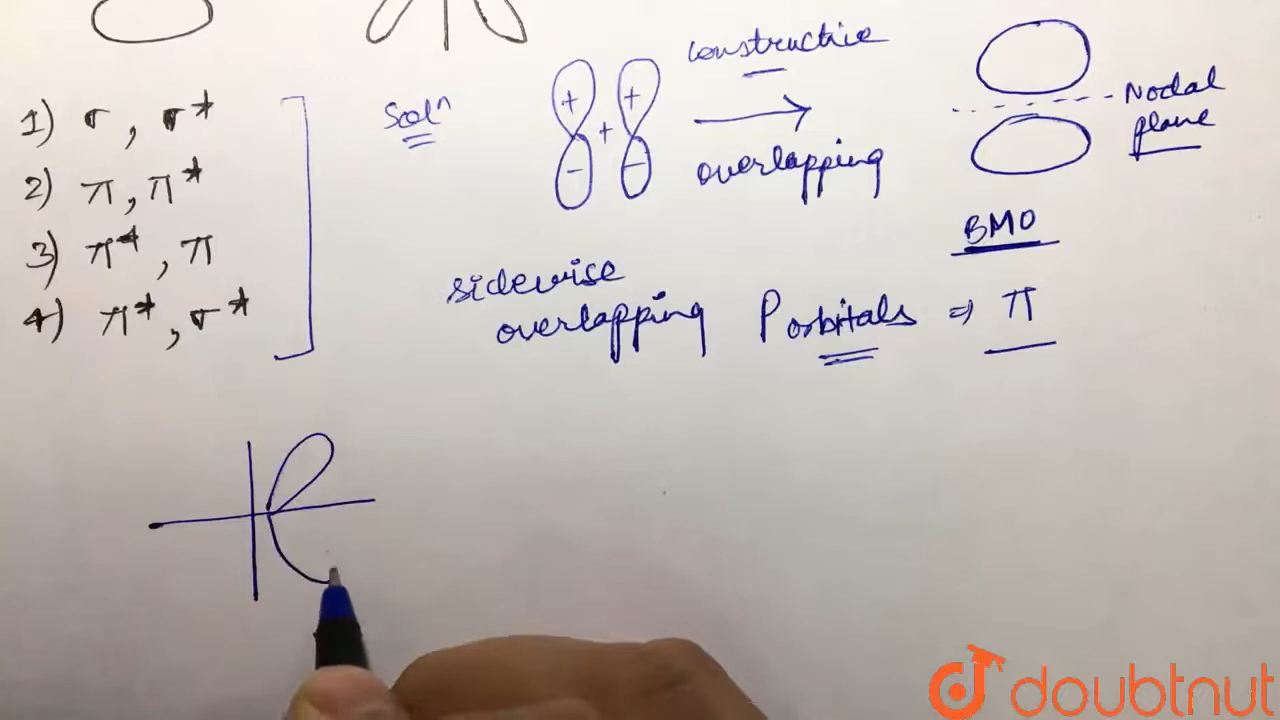 1) σ, σ*
2) π, π*
3) π*, π
4) π*, σ*
Soln
+ + + - -
constructive
overlapping
Nodal
plane
BMO
sidewise
overlapping P orbitals ⇒ π
doubtnut